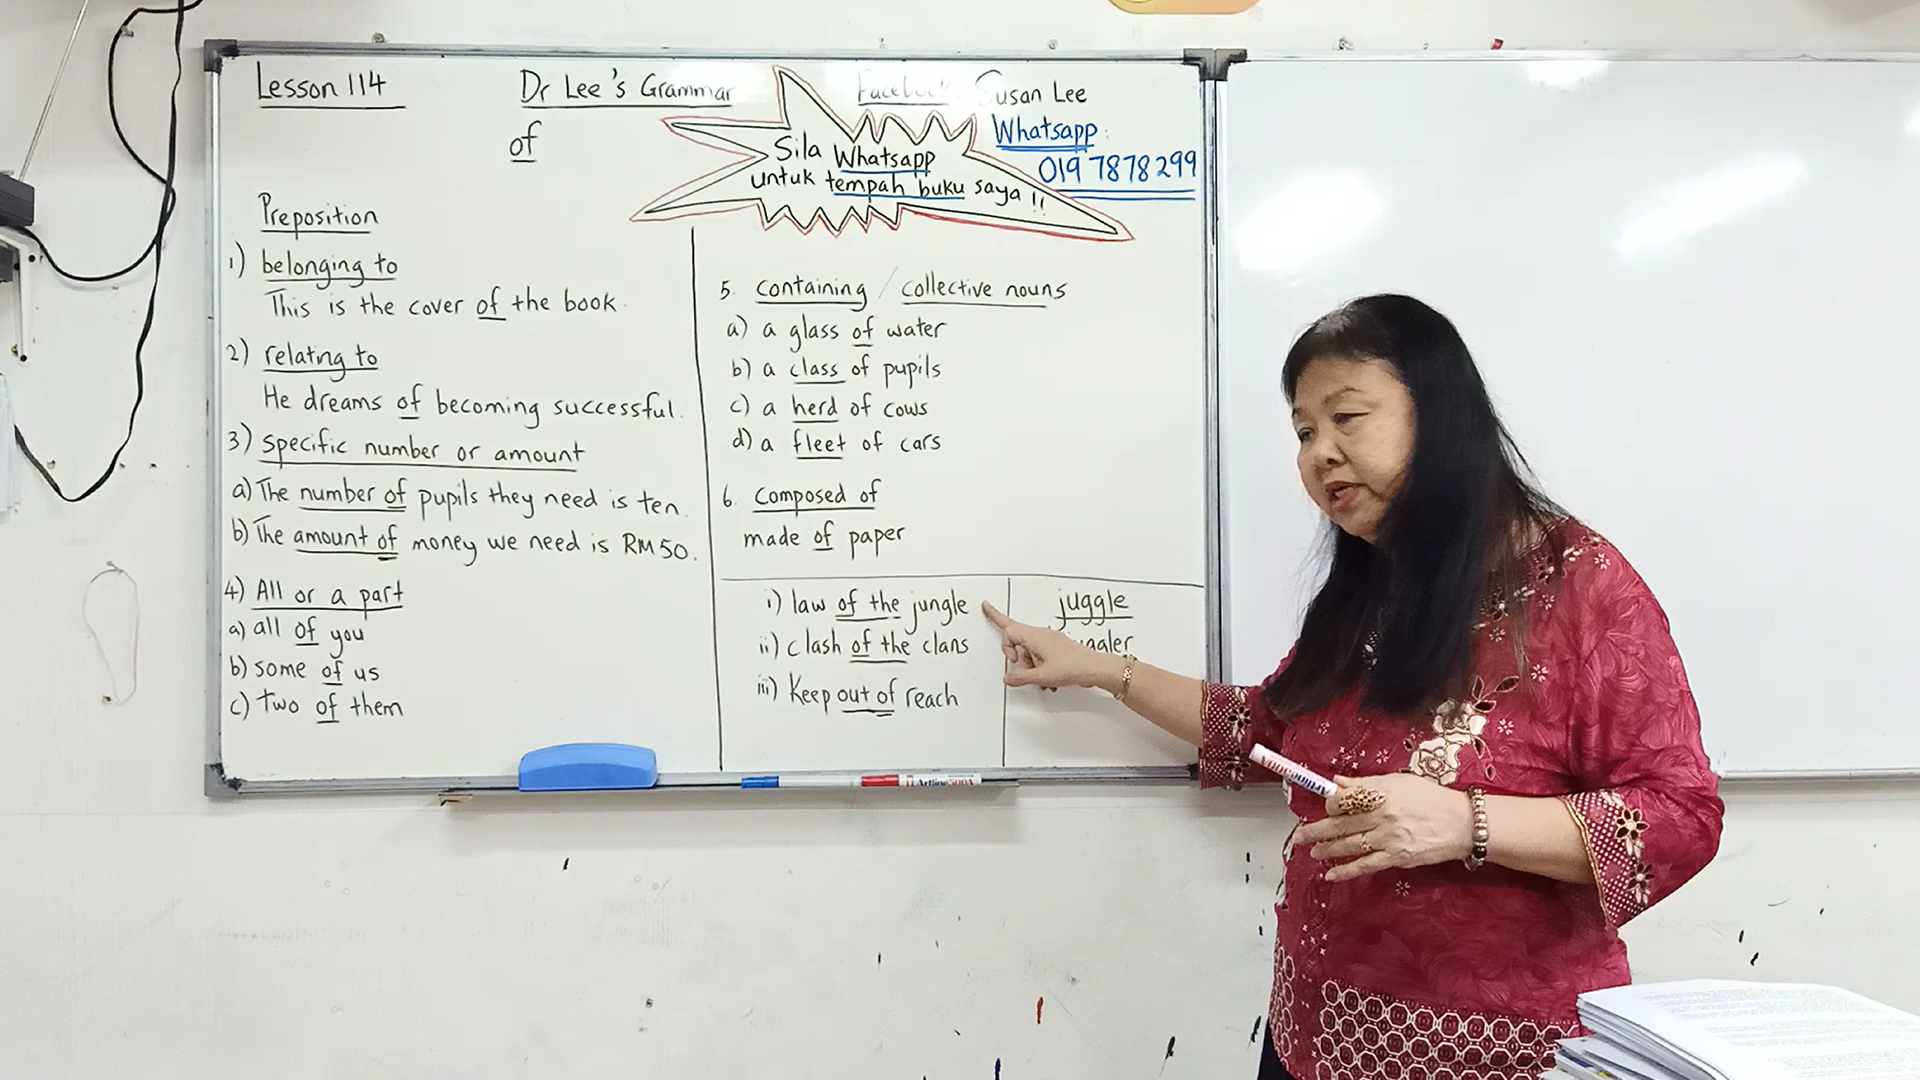 Lesson 114
Dr Lee's Grammar
of
Facebook: Susan Lee
Whatsapp:
019 7878299
Sila Whatsapp
untuk tempah buku saya !!
Preposition
1) belonging to
This is the cover of the book.
2) relating to
He dreams of becoming successful.
3) specific number or amount
a) The number of pupils they need is ten.
b) The amount of money we need is RM50.
4) All or a part
a) all of you
b) some of us
c) two of them
5. containing / collective nouns
a) a glass of water
b) a class of pupils
c) a herd of cows
d) a fleet of cars
6. composed of
made of paper
i) law of the jungle
ii) clash of the clans
iii) Keep out of reach
juggle
juggler
Artline 500A
Artline 500A